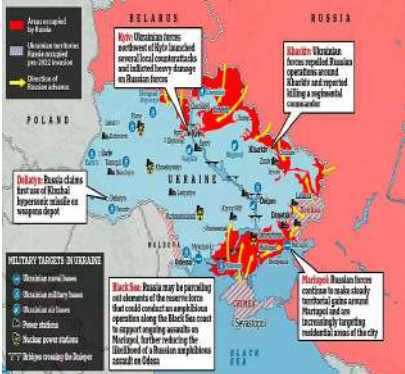 BELARUS
RUSSIA
Areas occupied
by Russia
Ukrainian territories
Russia occupied
pre-2022 invasion
Direction of
Russian advance
Kyiv: Ukrainian forces
northwest of Kyiv launched
several local counterattacks
and inflicted heavy damage
on Russian forces
Kharkiv: Ukrainian
forces repelled Russian
operations around
Kharkiv and reported
killing a regimental
commander
POLAND
Kharkiv
Deliatyn: Russia claims
first use of Kinzhal
hypersonic missile on
weapons depot
UKRAINE
Dnipro
Donetsk
MOLDOVA
Odessa
MILITARY TARGETS IN UKRAINE
Ukrainian naval bases
Ukrainian military bases
Ukrainian air bases
Power stations
Nuclear power stations
Bridges crossing the Dnieper
Black Sea: Russia may be parceling
out elements of the reserve force
that could conduct an amphibious
operation along the Black Sea coast
to support ongoing assaults on
Mariupol, further reducing the
likelihood of a Russian amphibious
assault on Odesa
CRIMEA
Sevastopol
Mariupol: Russian forces
continue to make steady
territorial gains around
Mariupol and are
increasingly targeting
residential areas of the city
BLACK
SEA